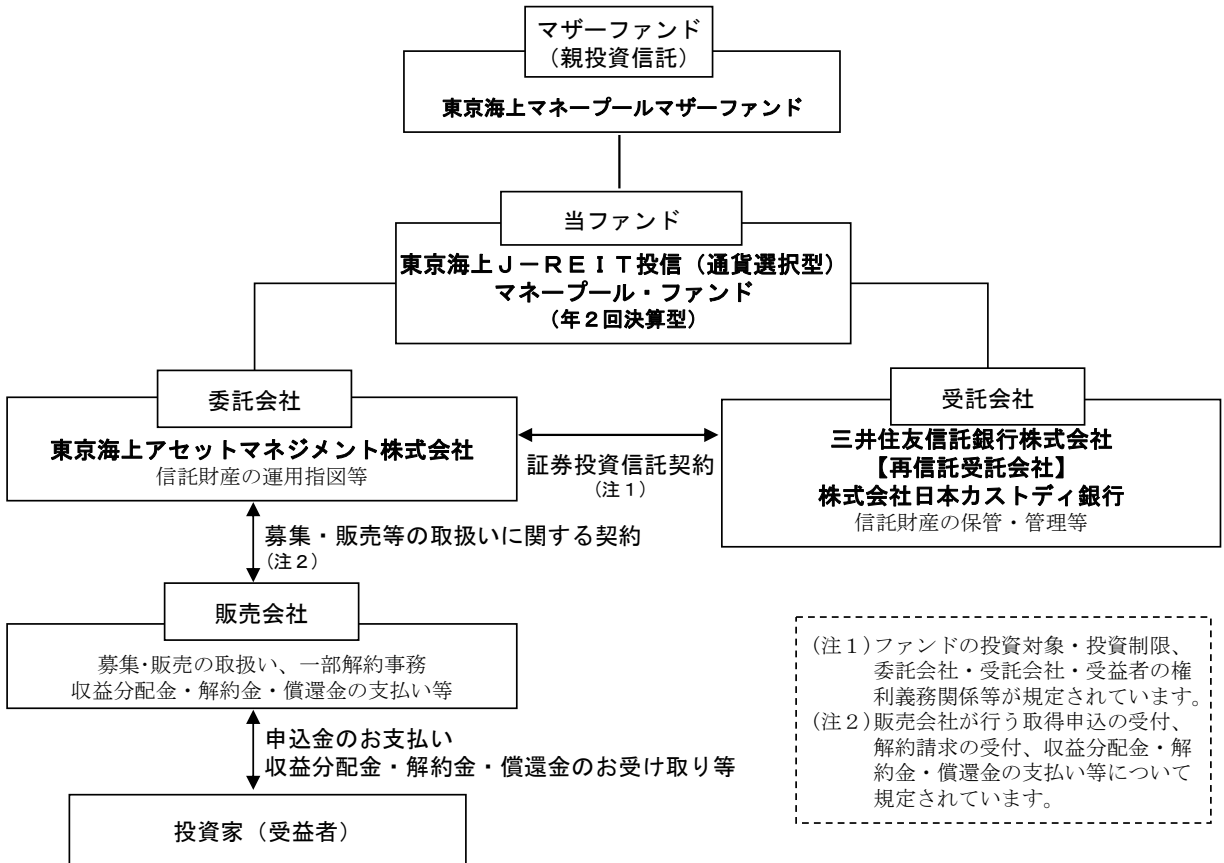 マザーファンド
（親投資信託）
東京海上マネープールマザーファンド
当ファンド
東京海上Ｊ－ＲＥＩＴ投信（通貨選択型）
マネープール・ファンド
（年２回決算型）
委託会社
東京海上アセットマネジメント株式会社
信託財産の運用指図等
証券投資信託契約
（注１）
受託会社
三井住友信託銀行株式会社
【再信託受託会社】
株式会社日本カストディ銀行
信託財産の保管・管理等
募集・販売等の取扱いに関する契約
（注２）
販売会社
募集・販売の取扱い、一部解約事務
収益分配金・解約金・償還金の支払い等
申込金のお支払い
収益分配金・解約金・償還金のお受け取り等
投資家（受益者）
（注１）ファンドの投資対象・投資制限、
委託会社・受託会社・受益者の権
利義務関係等が規定されています。
（注２）販売会社が行う取得申込の受付、
解約請求の受付、収益分配金・解
約金・償還金の支払い等について
規定されています。